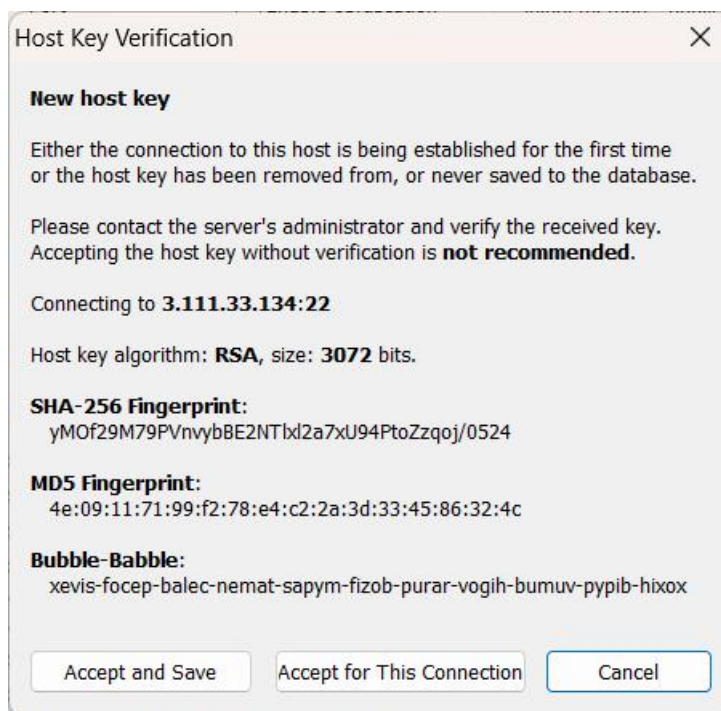 Host Key Verification
New host key
Either the connection to this host is being established for the first time
or the host key has been removed from, or never saved to the database.
Please contact the server's administrator and verify the received key.
Accepting the host key without verification is not recommended.
Connecting to 3.111.33.134:22
Host key algorithm: RSA, size: 3072 bits.
SHA-256 Fingerprint:
yMOf29M79PVnvybBE2NTlxl2a7xU94PtoZzqoj/0524
MD5 Fingerprint:
4e:09:11:71:99:f2:78:e4:c2:2a:3d:33:45:86:32:4c
Bubble-Babble:
xevis-focep-balec-nemat-sapym-fizob-purar-vogih-bumuv-pypib-hixox
Accept and Save
Accept for This Connection
Cancel